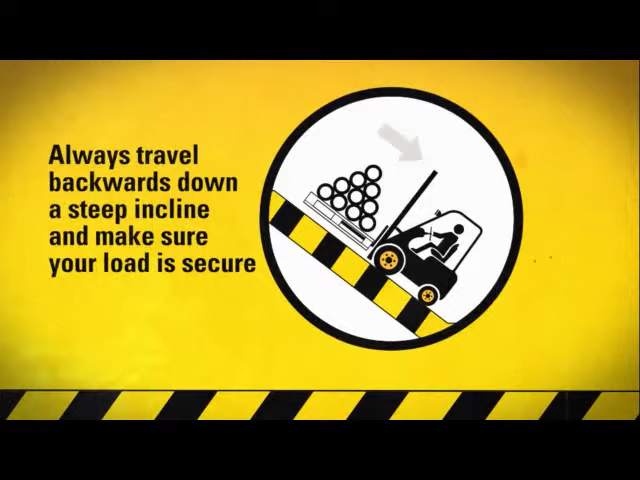 Always travel
backwards down
a steep incline
and make sure
your load is secure